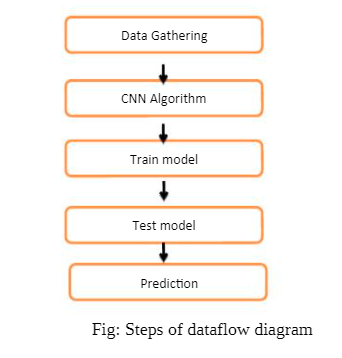 Data Gathering
CNN Algorithm
Train model
Test model
Prediction
Fig: Steps of dataflow diagram